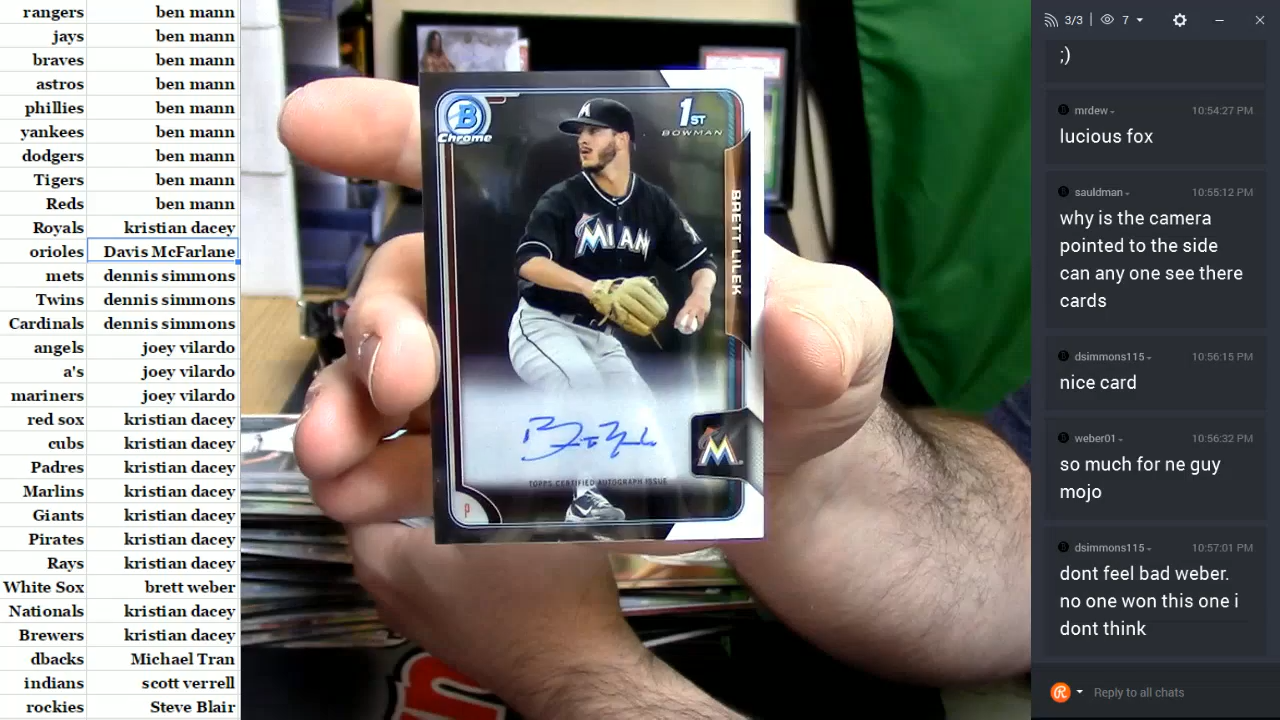 rangers ben mann
jays ben mann
braves ben mann
astros ben mann
phillies ben mann
yankees ben mann
dodgers ben mann
Tigers ben mann
Reds ben mann
Royals kristian dacey
orioles Davis McFarlane
mets dennis simmons
Twins dennis simmons
Cardinals dennis simmons
angels joey vilardo
a's joey vilardo
mariners joey vilardo
red sox kristian dacey
cubs kristian dacey
Padres kristian dacey
Marlins kristian dacey
Giants kristian dacey
Pirates kristian dacey
Rays kristian dacey
White Sox brett weber
Nationals kristian dacey
Brewers kristian dacey
dbacks Michael Tran
indians scott verrell
rockies Steve Blair
B
Chrome
1ST
BOWMAN
BRETT LILEK
M
MIAM
TOPPS CERTIFIED AUTOGRAPH ISSUE
P
M
3/3 | 7
;)
mrdew 10:54:27 PM
lucious fox
sauldman 10:55:12 PM
why is the camera
pointed to the side
can any one see there
cards
dsimmons115 10:56:15 PM
nice card
weber01 10:56:32 PM
so much for ne guy
mojo
dsimmons115 10:57:01 PM
dont feel bad weber.
no one won this one i
dont think
Reply to all chats